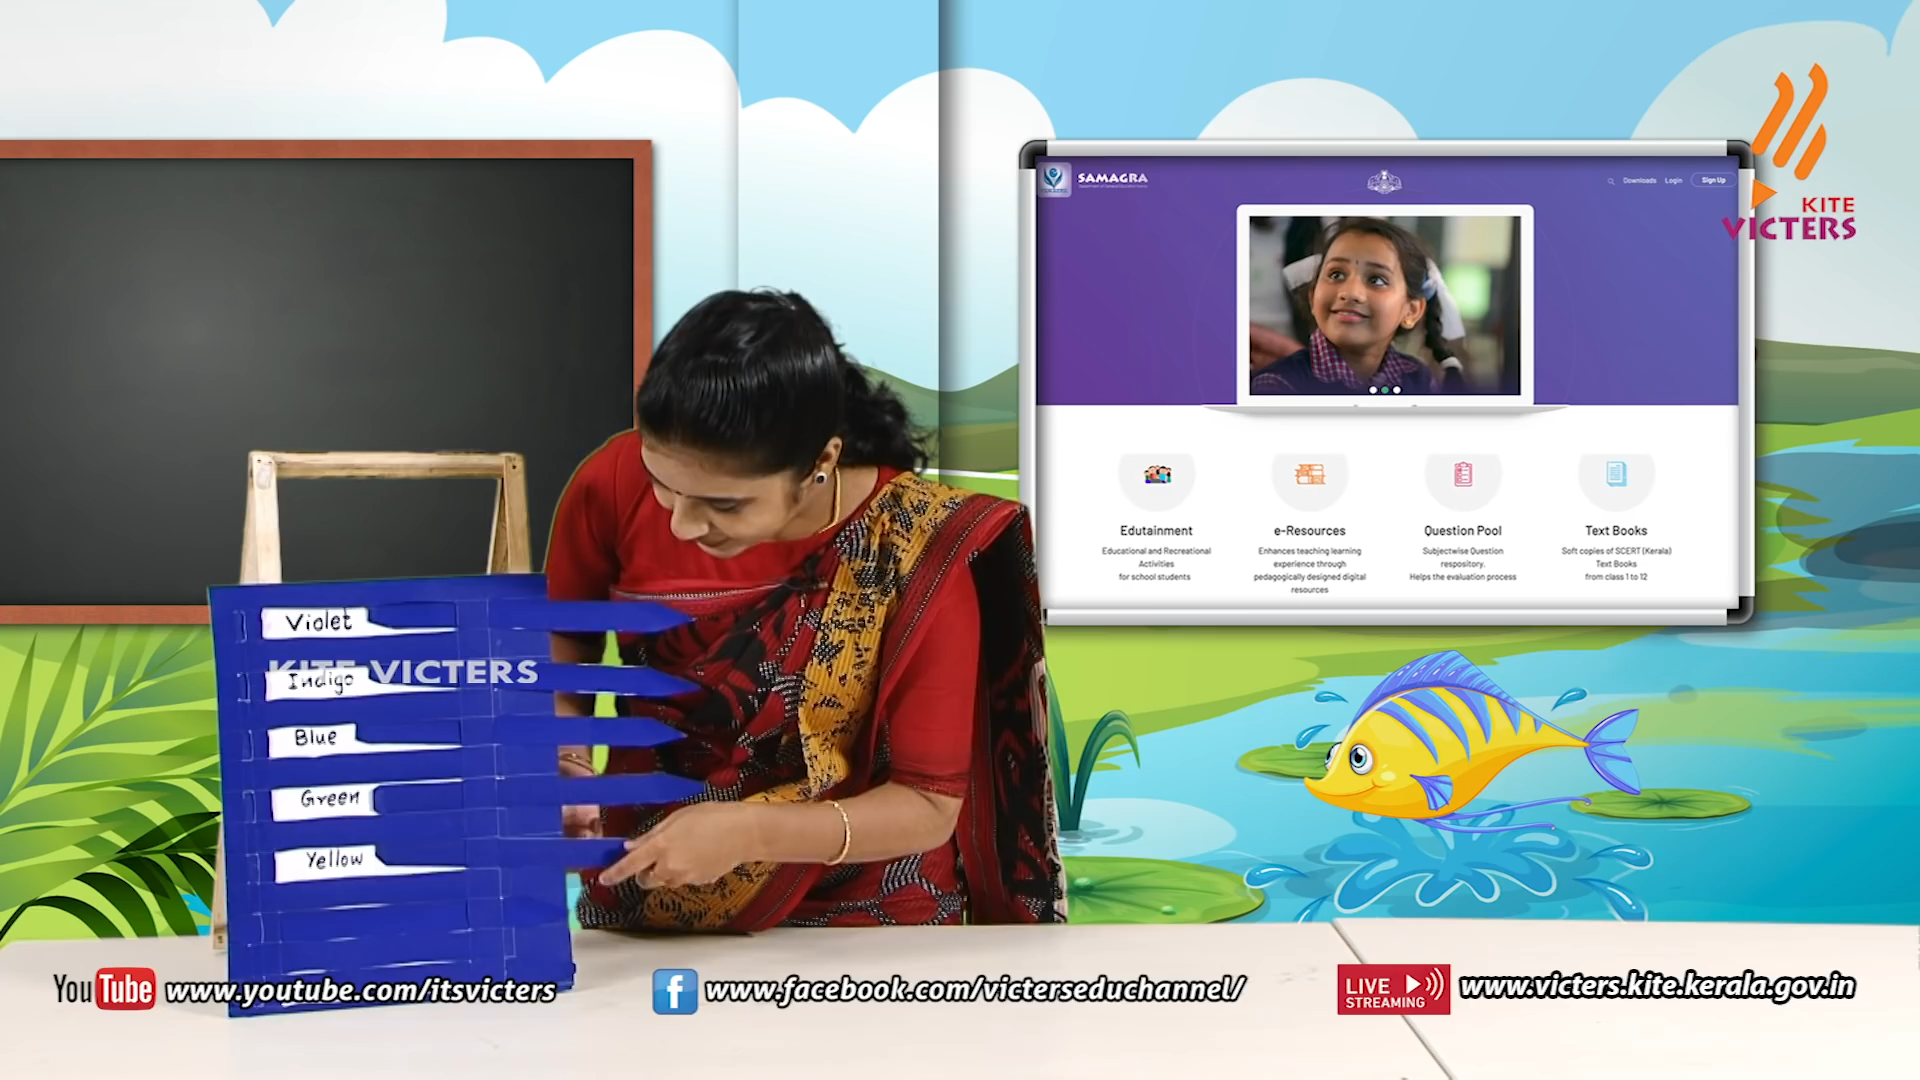 SAMAGRA
Downloads Login Sign Up
KITE
VICTERS
Edutainment
Educational and Recreational
Activities
for school students
e-Resources
Enhances teaching learning
experience through
pedagogically designed digital
resources
Question Pool
Subjectwise Question
respository.
Helps the evaluation process
Text Books
Soft copies of SCERT (Kerala)
Text Books
from class 1 to 12
Violet
KITE VICTERS
Indigo
Blue
Green
Yellow
YouTube www.youtube.com/itsvicters
f www.facebook.com/victerseduchannel/
LIVE
STREAMING
www.victers.kite.kerala.gov.in